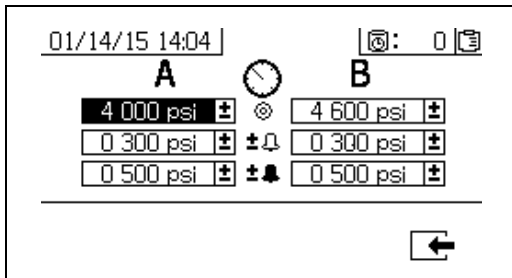 01/14/15 14:04 : 0
A B
4 000 psi ± 4 600 psi ±
0 300 psi ± ± 0 300 psi ±
0 500 psi ± ± 0 500 psi ±